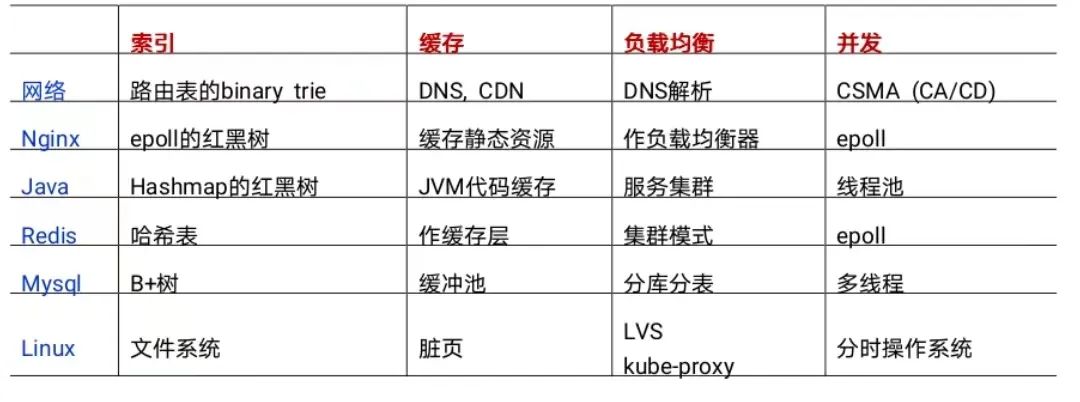 索引 缓存 负载均衡 并发
网络 路由表的binary trie DNS, CDN DNS解析 CSMA (CA/CD)
Nginx epoll的红黑树 缓存静态资源 作负载均衡器 epoll
Java Hashmap的红黑树 JVM代码缓存 服务集群 线程池
Redis 哈希表 作缓存层 集群模式 epoll
Mysql B+树 缓冲池 分库分表 多线程
Linux 文件系统 脏页 LVS 分时操作系统
kube-proxy